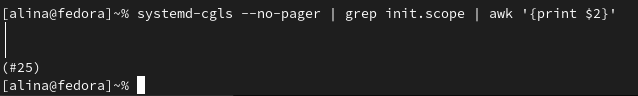 [alina@fedora]~% systemd-cgls --no-pager | grep init.scope | awk '{print $2}'
│
│
(#25)
[alina@fedora]~%